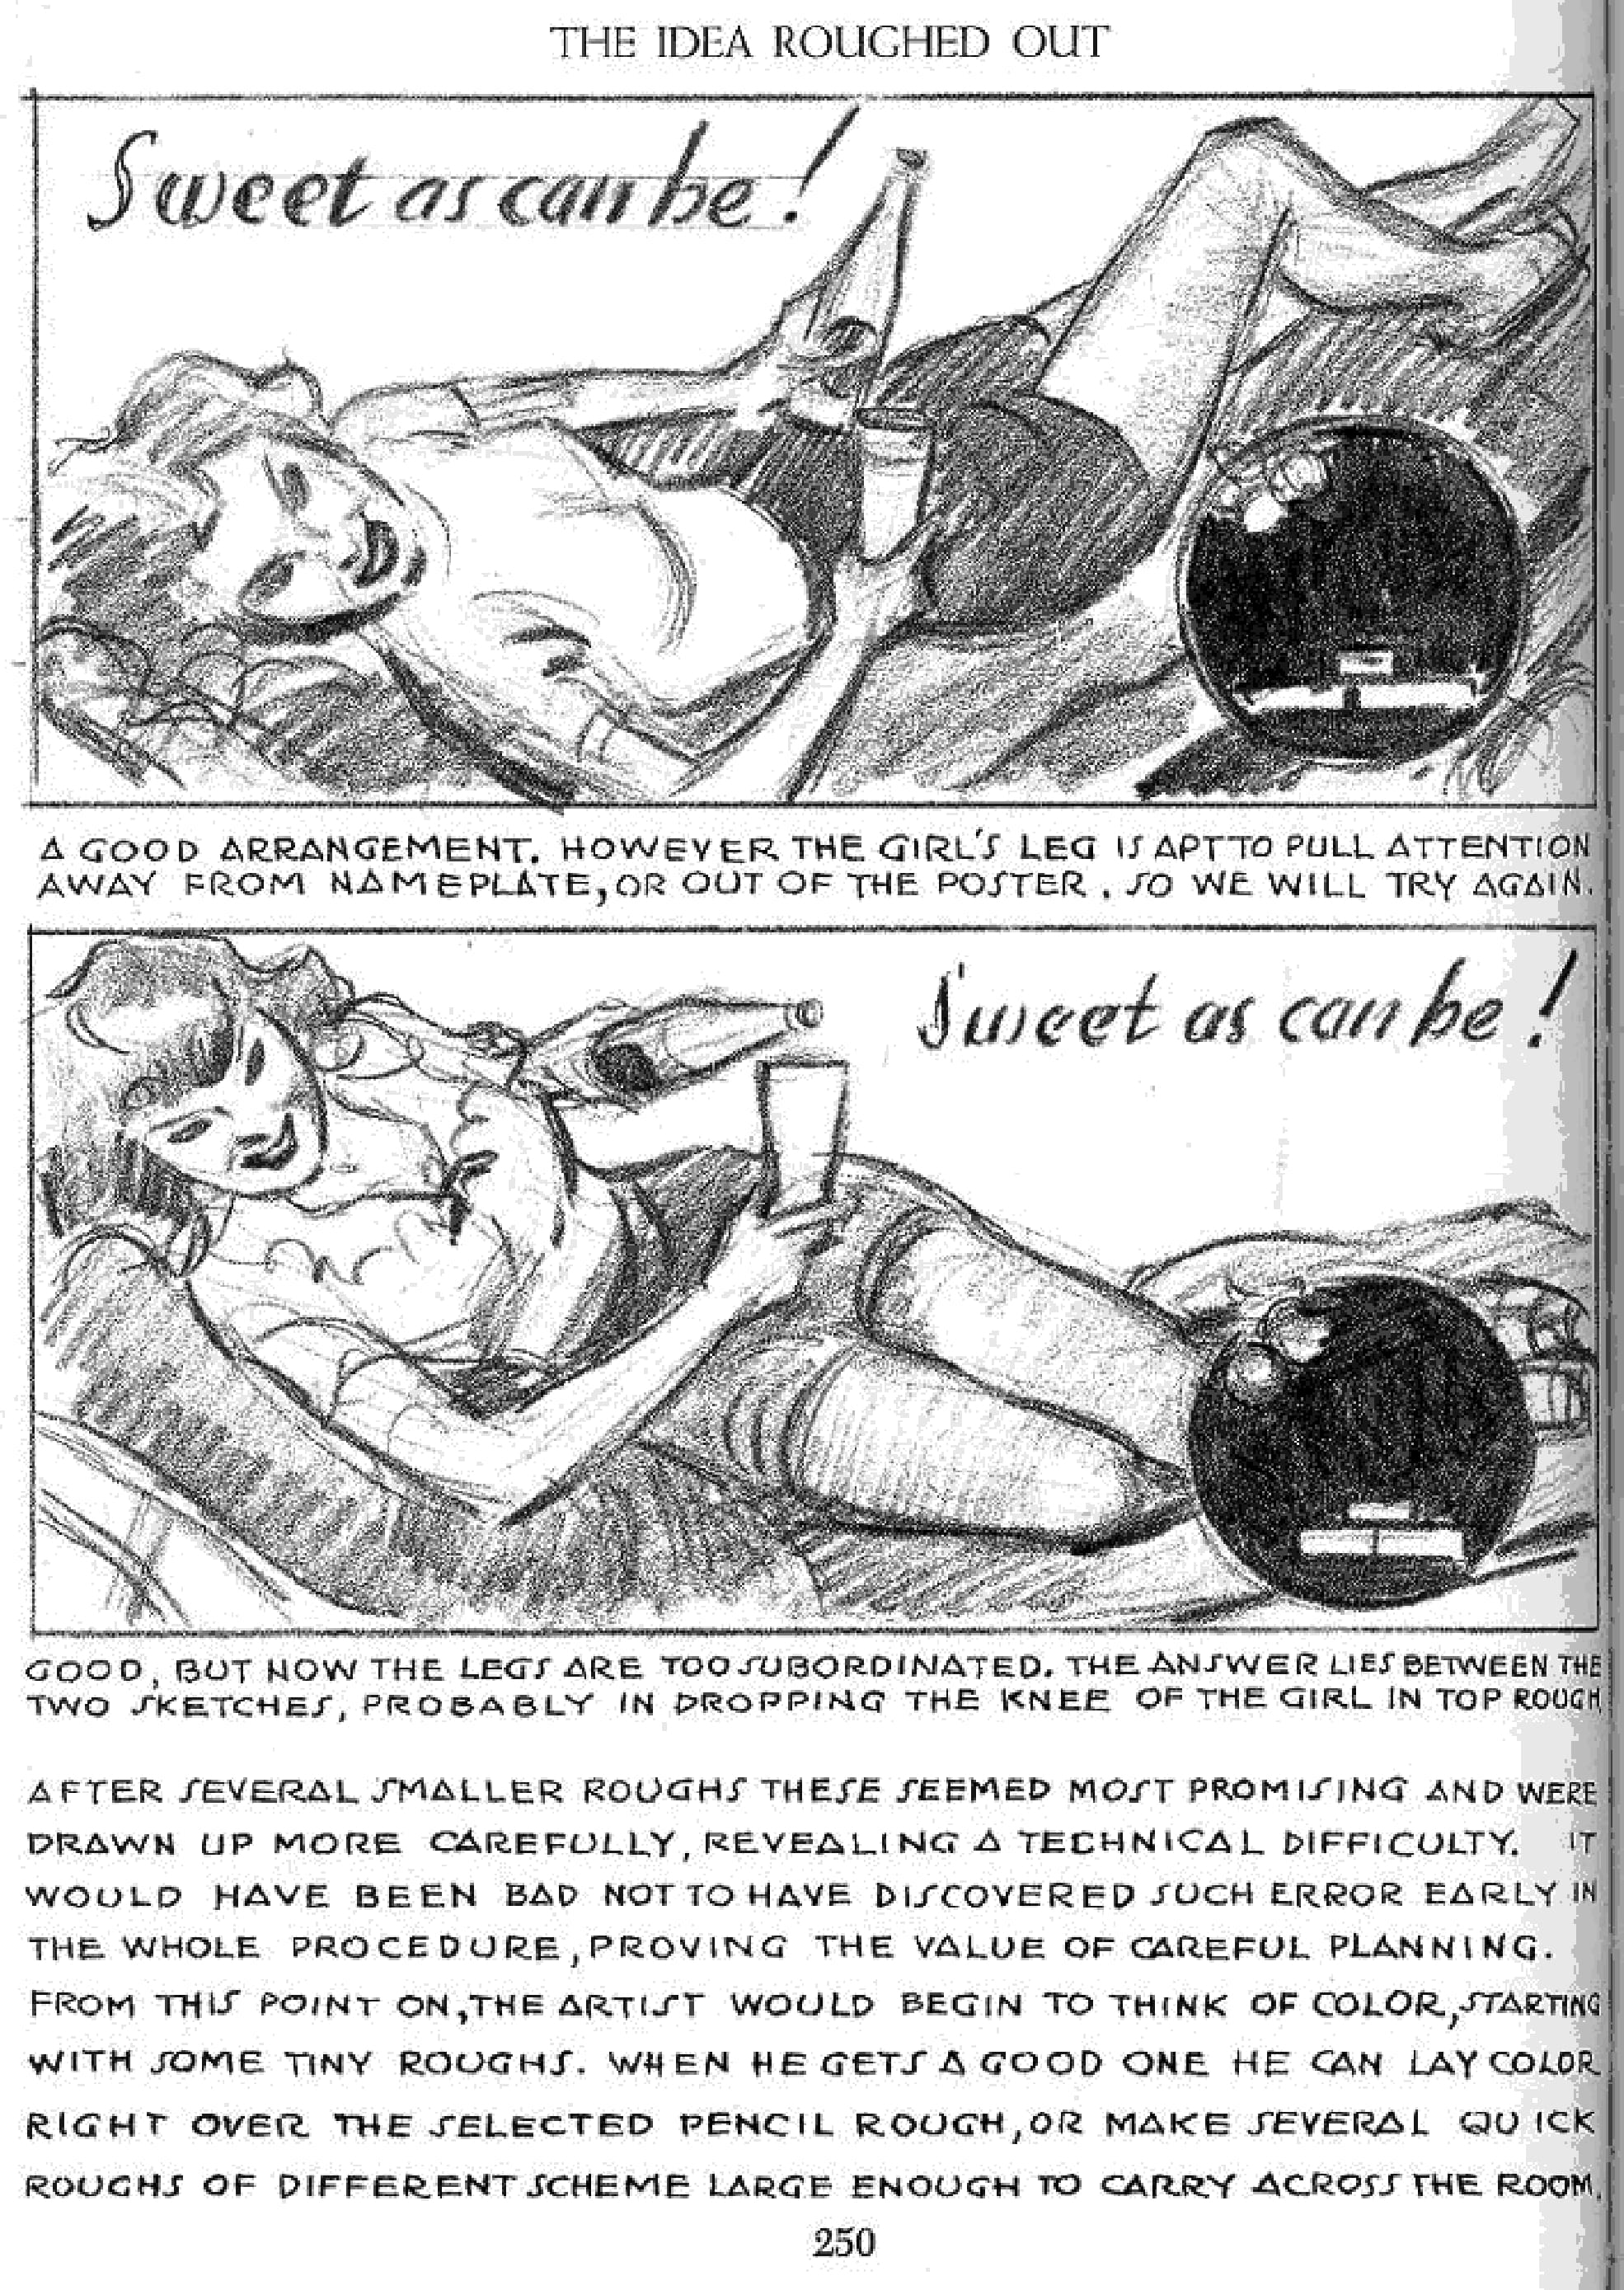 THE IDEA ROUGHED OUT
Sweet as can be!
A GOOD ARRANGEMENT. HOWEVER THE GIRL'S LEG IS APT TO PULL ATTENTION
AWAY FROM NAMEPLATE, OR OUT OF THE POSTER. SO WE WILL TRY AGAIN.
Sweet as can be!
GOOD, BUT NOW THE LEGS ARE TOO SUBORDINATED. THE ANSWER LIES BETWEEN THE
TWO SKETCHES, PROBABLY IN DROPPING THE KNEE OF THE GIRL IN TOP ROUGH
AFTER SEVERAL SMALLER ROUGHS THESE SEEMED MOST PROMISING AND WERE
DRAWN UP MORE CAREFULLY, REVEALING A TECHNICAL DIFFICULTY. IT
WOULD HAVE BEEN BAD NOT TO HAVE DISCOVERED SUCH ERROR EARLY IN
THE WHOLE PROCEDURE, PROVING THE VALUE OF CAREFUL PLANNING.
FROM THIS POINT ON, THE ARTIST WOULD BEGIN TO THINK OF COLOR, STARTING
WITH SOME TINY ROUGHS. WHEN HE GETS A GOOD ONE HE CAN LAY COLOR
RIGHT OVER THE SELECTED PENCIL ROUGH, OR MAKE SEVERAL QUICK
ROUGHS OF DIFFERENT SCHEME LARGE ENOUGH TO CARRY ACROSS THE ROOM.
250